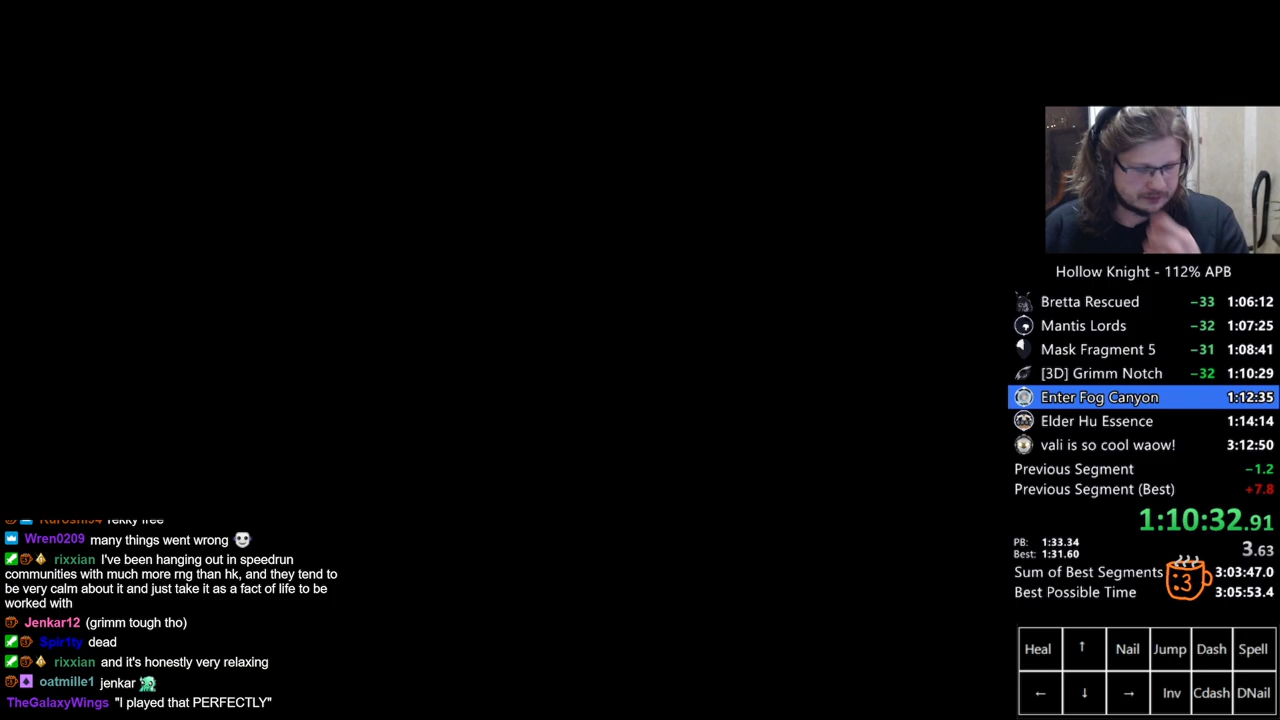 Hollow Knight - 112% APB
Bretta Rescued -33 1:06:12
Mantis Lords -32 1:07:25
Mask Fragment 5 -31 1:08:41
[3D] Grimm Notch -32 1:10:29
Enter Fog Canyon 1:12:35
Elder Hu Essence 1:14:14
vali is so cool waow! 3:12:50
Previous Segment -1.2
Previous Segment (Best) +7.8
1:10:32.91
PB: 1:33.34
Best: 1:31.60
3.63
Sum of Best Segments 3:03:47.0
Best Possible Time 3:05:53.4
Heal ↑ Nail Jump Dash Spell
← ↓ → Inv Cdash DNail
Wren0209 many things went wrong
rixxian I've been hanging out in speedrun
communities with much more rng than hk, and they tend to
be very calm about it and just take it as a fact of life to be
worked with
Jenkar12 (grimm tough tho)
Spir1ty dead
rixxian and it's honestly very relaxing
oatmille1 jenkar
TheGalaxyWings "I played that PERFECTLY"